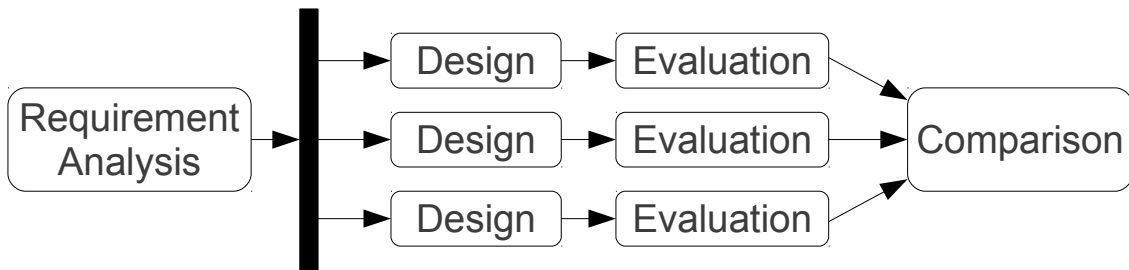 Requirement
Analysis
Design
Evaluation
Design
Evaluation
Design
Evaluation
Comparison